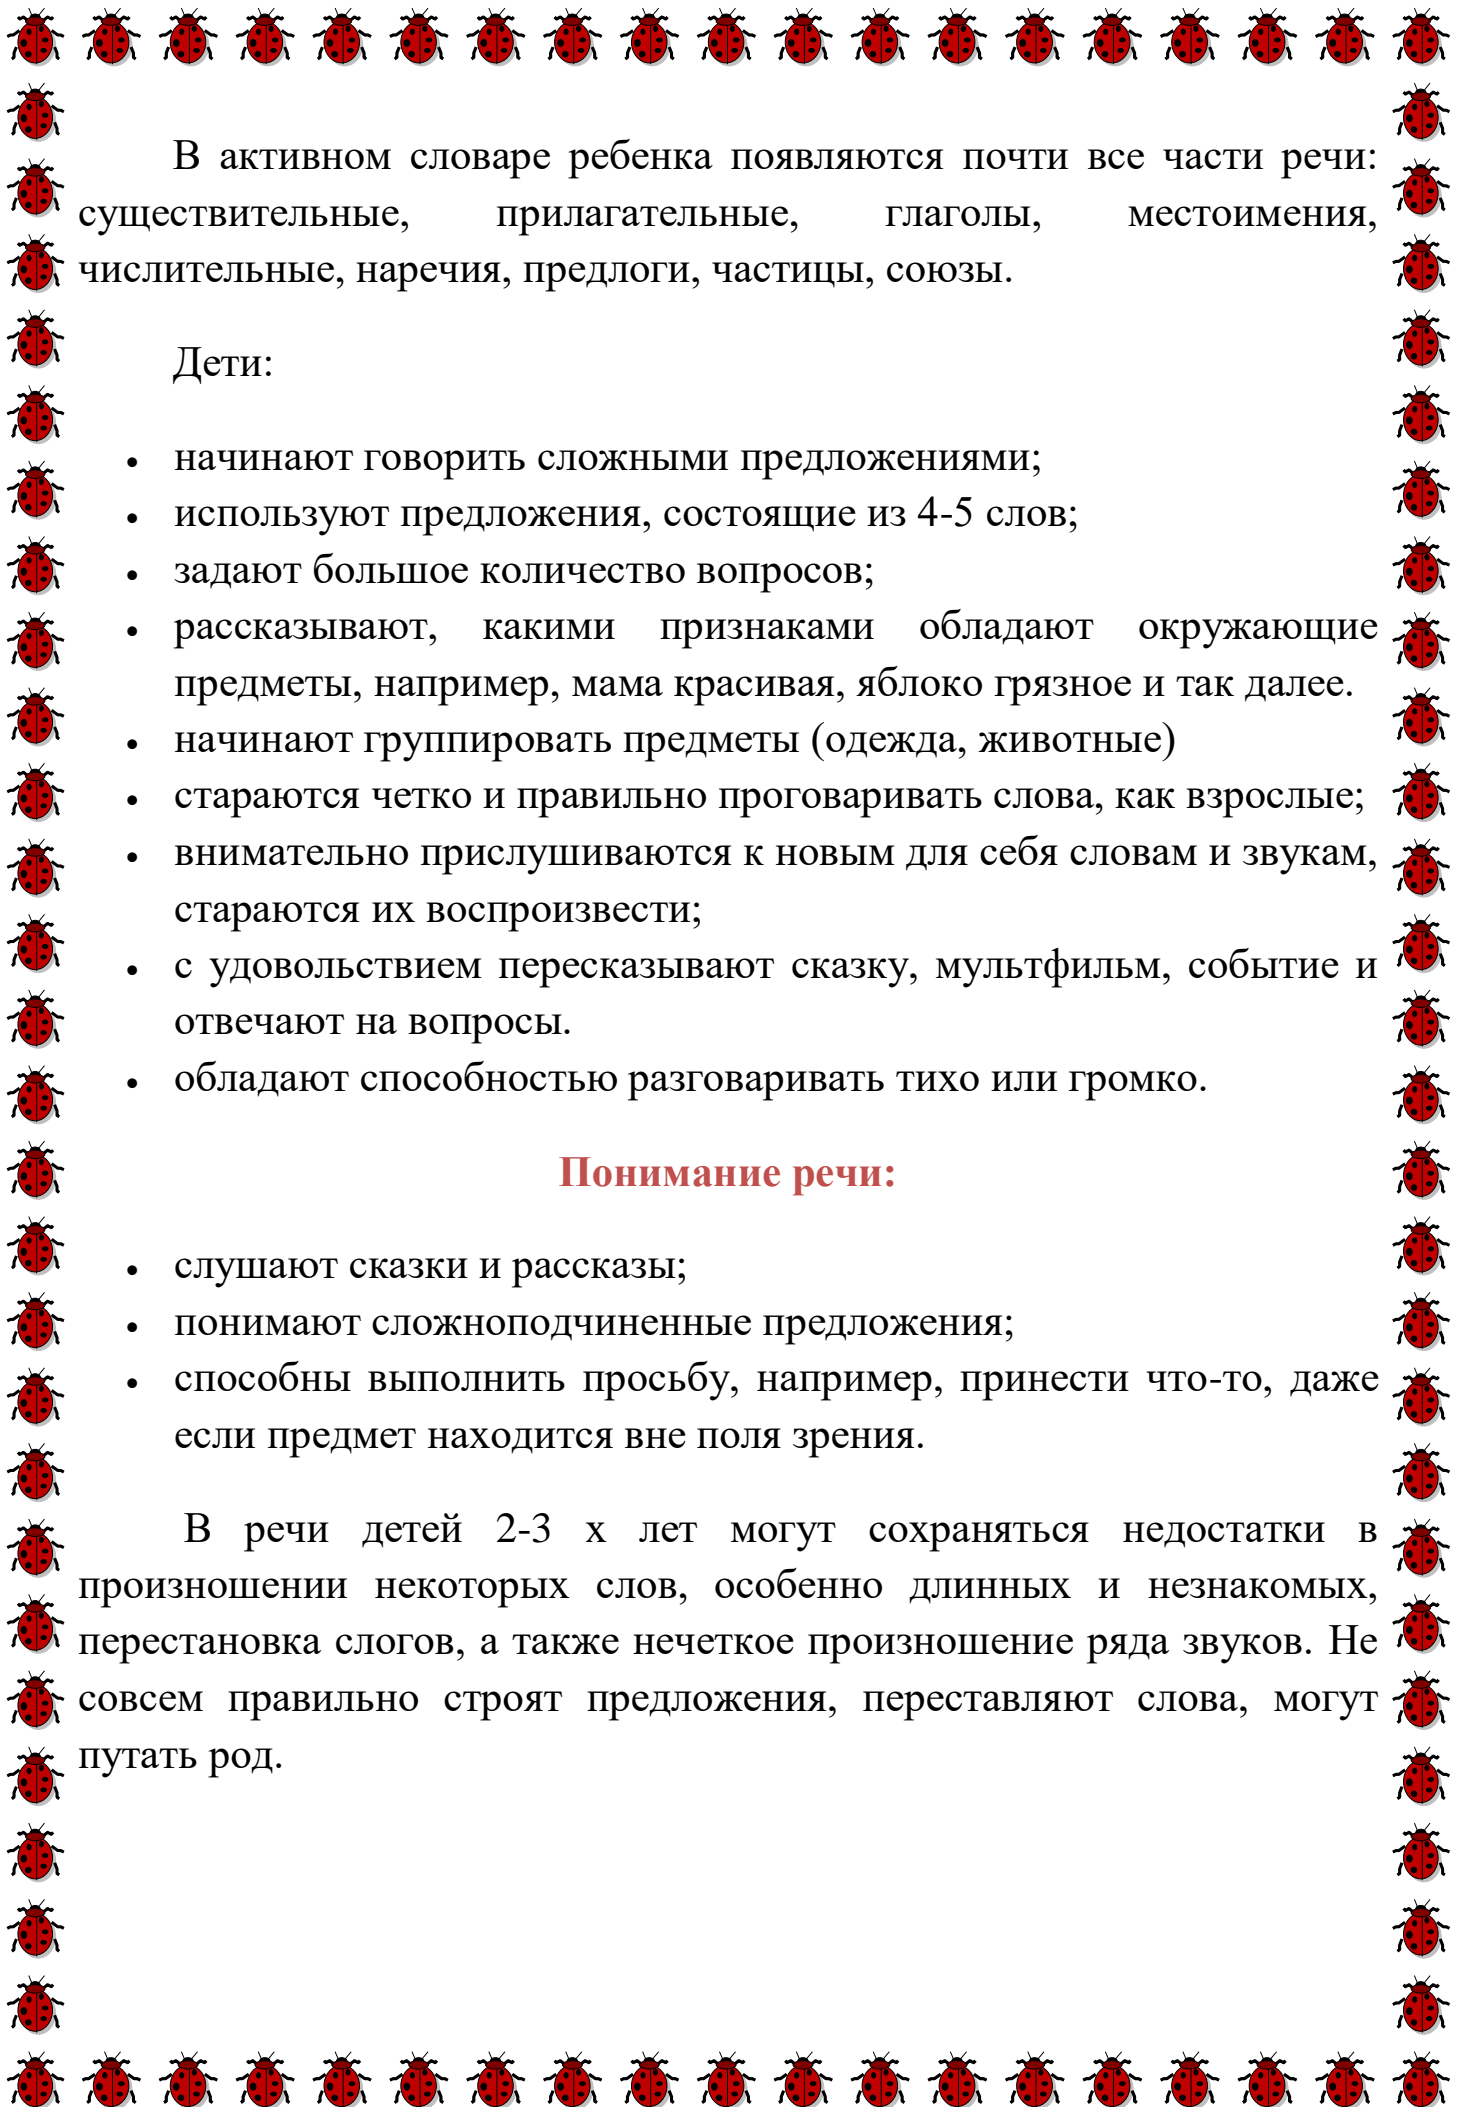 В активном словаре ребенка появляются почти все части речи:
существительные, прилагательные, глаголы, местоимения,
числительные, наречия, предлоги, частицы, союзы.
Дети:
• начинают говорить сложными предложениями;
• используют предложения, состоящие из 4-5 слов;
• задают большое количество вопросов;
• рассказывают, какими признаками обладают окружающие
предметы, например, мама красивая, яблоко грязное и так далее.
• начинают группировать предметы (одежда, животные)
• стараются четко и правильно проговаривать слова, как взрослые;
• внимательно прислушиваются к новым для себя словам и звукам,
стараются их воспроизвести;
• с удовольствием пересказывают сказку, мультфильм, событие и
отвечают на вопросы.
• обладают способностью разговаривать тихо или громко.
Понимание речи:
• слушают сказки и рассказы;
• понимают сложноподчиненные предложения;
• способны выполнить просьбу, например, принести что-то, даже
если предмет находится вне поля зрения.
В речи детей 2-3 х лет могут сохраняться недостатки в
произношении некоторых слов, особенно длинных и незнакомых,
перестановка слогов, а также нечеткое произношение ряда звуков. Не
совсем правильно строят предложения, переставляют слова, могут
путать род.